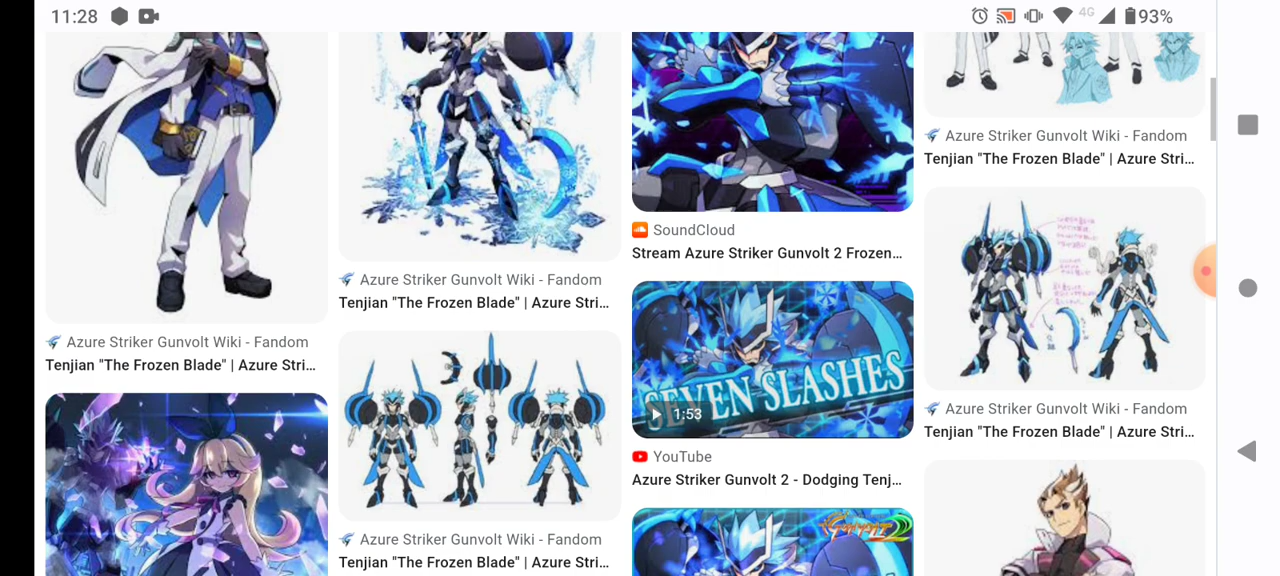 11:28
4G
93%
Azure Striker Gunvolt Wiki - Fandom
Tenjian "The Frozen Blade" | Azure Stri...
Azure Striker Gunvolt Wiki - Fandom
Tenjian "The Frozen Blade" | Azure Stri...
SoundCloud
Stream Azure Striker Gunvolt 2 Frozen...
Azure Striker Gunvolt Wiki - Fandom
Tenjian "The Frozen Blade" | Azure Stri...
SEVEN SLASHES
1:53
YouTube
Azure Striker Gunvolt 2 - Dodging Tenj...
Azure Striker Gunvolt Wiki - Fandom
Tenjian "The Frozen Blade" | Azure Stri...
Azure Striker Gunvolt Wiki - Fandom
Tenjian "The Frozen Blade" | Azure Stri...
GUNVOLT 2